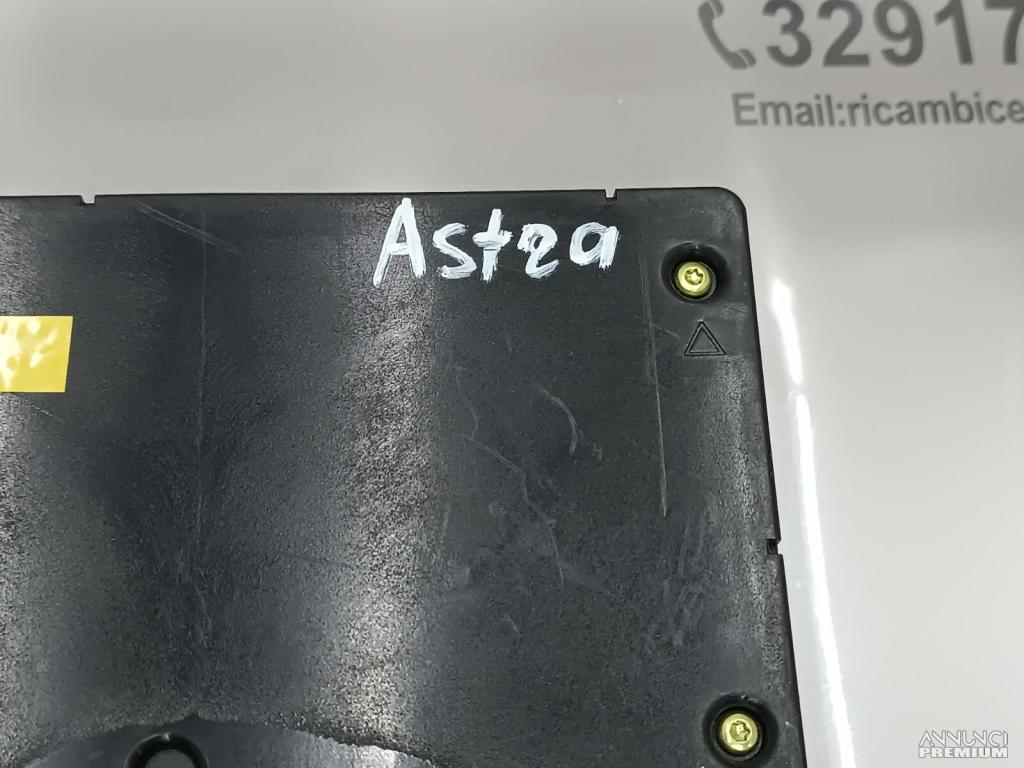 32917
Email:ricambice
Astra
ANNUNCI
PREMIUM